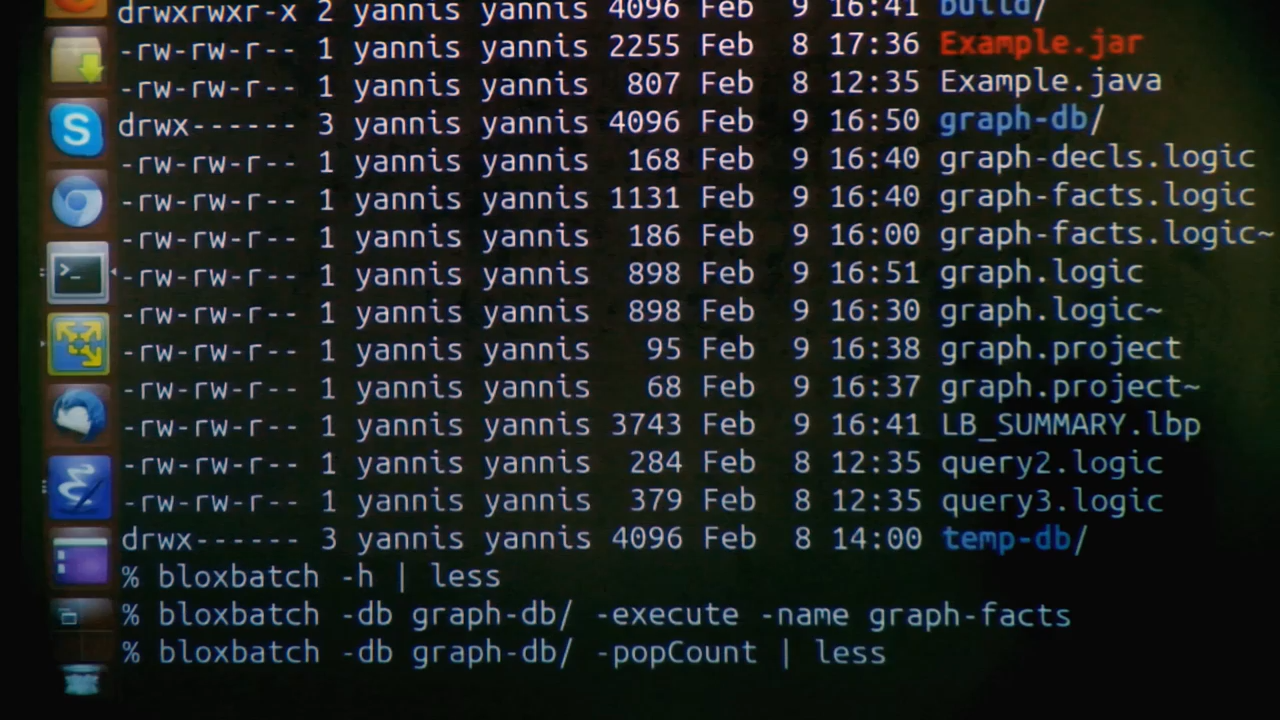 drwxrwxr-x 2 yannis yannis 4096 Feb  9 16:41 build/
-rw-rw-r-- 1 yannis yannis 2255 Feb  8 17:36 Example.jar
-rw-rw-r-- 1 yannis yannis  807 Feb  8 12:35 Example.java
drwx------ 3 yannis yannis 4096 Feb  9 16:50 graph-db/
-rw-rw-r-- 1 yannis yannis  168 Feb  9 16:40 graph-decls.logic
-rw-rw-r-- 1 yannis yannis 1131 Feb  9 16:40 graph-facts.logic
-rw-rw-r-- 1 yannis yannis  186 Feb  9 16:00 graph-facts.logic~
-rw-rw-r-- 1 yannis yannis  898 Feb  9 16:51 graph.logic
-rw-rw-r-- 1 yannis yannis  898 Feb  9 16:30 graph.logic~
-rw-rw-r-- 1 yannis yannis   95 Feb  9 16:38 graph.project
-rw-rw-r-- 1 yannis yannis   68 Feb  9 16:37 graph.project~
-rw-rw-r-- 1 yannis yannis 3743 Feb  9 16:41 LB_SUMMARY.lbp
-rw-rw-r-- 1 yannis yannis  284 Feb  8 12:35 query2.logic
-rw-rw-r-- 1 yannis yannis  379 Feb  8 12:35 query3.logic
drwx------ 3 yannis yannis 4096 Feb  8 14:00 temp-db/
% bloxbatch -h | less
% bloxbatch -db graph-db/ -execute -name graph-facts
% bloxbatch -db graph-db/ -popCount | less